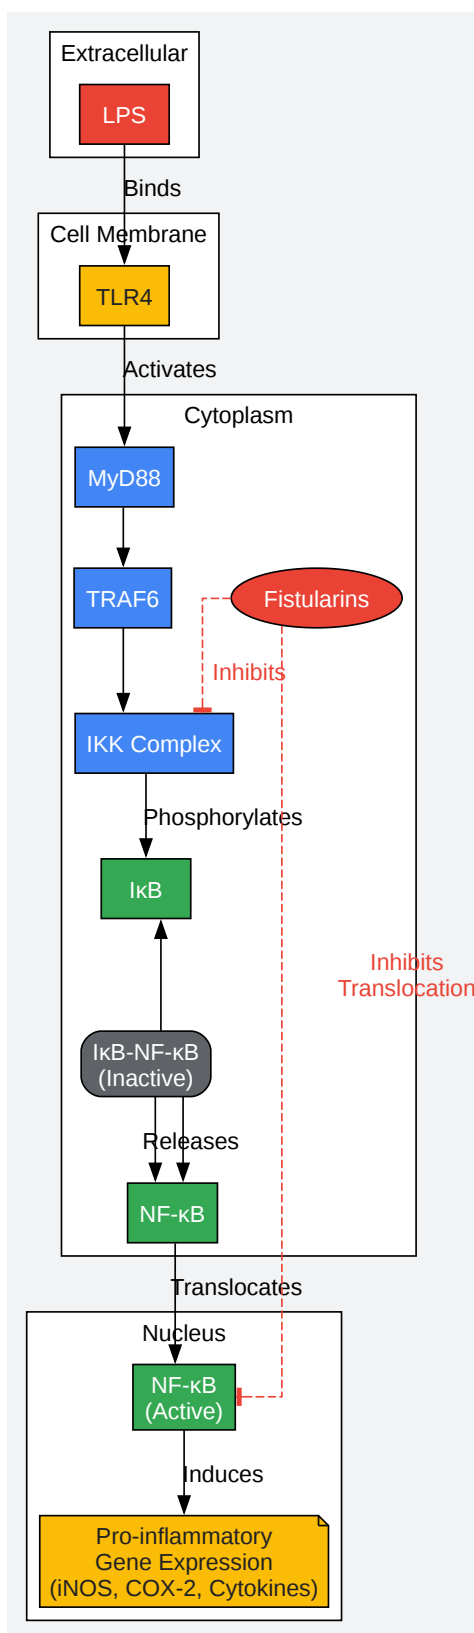 Extracellular
LPS
Binds
Cell Membrane
TLR4
Activates
Cytoplasm
MyD88
TRAF6
Fistularins
Inhibits
IKK Complex
Phosphorylates
IκB
Inhibits
Translocation
IκB-NF-κB
(Inactive)
Releases
NF-κB
Translocates
Nucleus
NF-κB
(Active)
Induces
Pro-inflammatory
Gene Expression
(iNOS, COX-2, Cytokines)